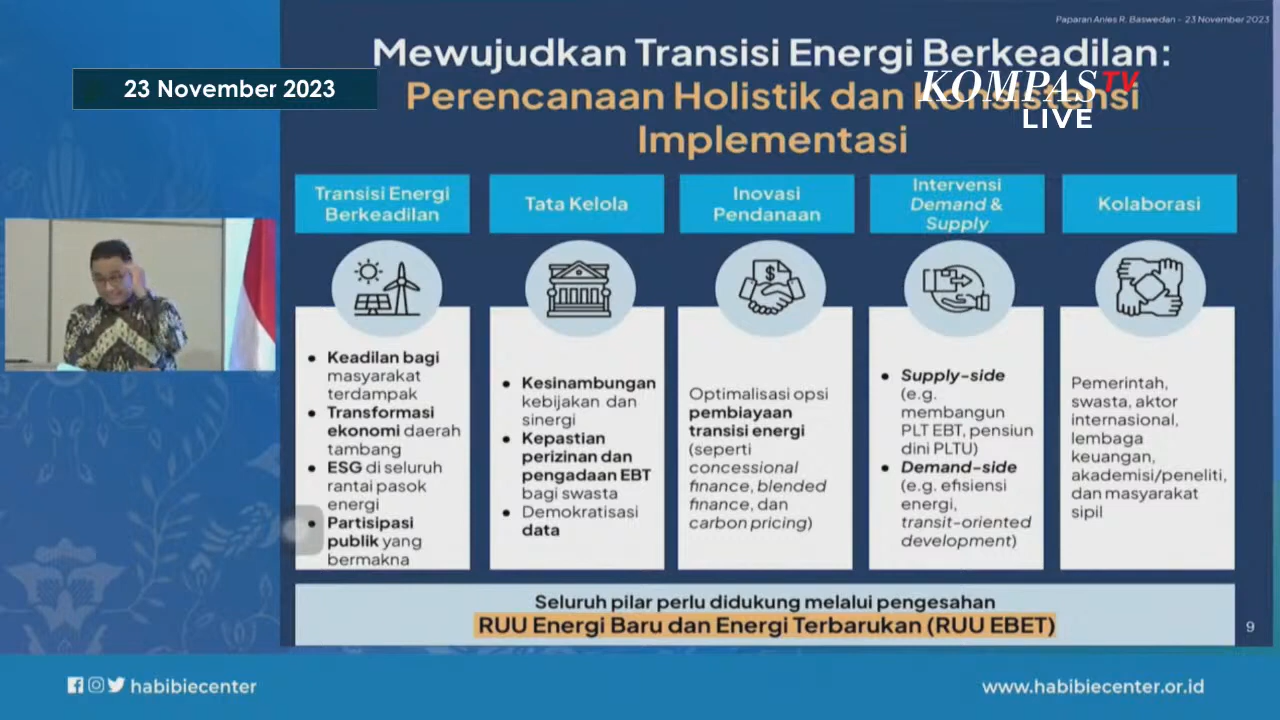 Paparan Anies R. Baswedan - 23 November 2023
Mewujudkan Transisi Energi Berkeadilan:
23 November 2023
Perencanaan Holistik dan Konsistensi
Implementasi
KOMPASTV
LIVE
Transisi Energi
Berkeadilan
Tata Kelola
Inovasi
Pendanaan
Intervensi
Demand &
Supply
Kolaborasi
• Keadilan bagi
masyarakat
terdampak
• Transformasi
ekonomi daerah
tambang
• ESG di seluruh
rantai pasok
energi
• Partisipasi
publik yang
bermakna
• Kesinambungan
kebijakan dan
sinergi
• Kepastian
perizinan dan
pengadaan EBT
bagi swasta
• Demokratisasi
data
Optimalisasi opsi
pembiayaan
transisi energi
(seperti
concessional
finance, blended
finance, dan
carbon pricing)
• Supply-side
(e.g.
membangun
PLT EBT, pensiun
dini PLTU)
• Demand-side
(e.g. efisiensi
energi,
transit-oriented
development)
Pemerintah,
swasta, aktor
internasional,
lembaga
keuangan,
akademisi/peneliti,
dan masyarakat
sipil
Seluruh pilar perlu didukung melalui pengesahan
RUU Energi Baru dan Energi Terbarukan (RUU EBET)
9
habibiecenter
www.habibiecenter.or.id